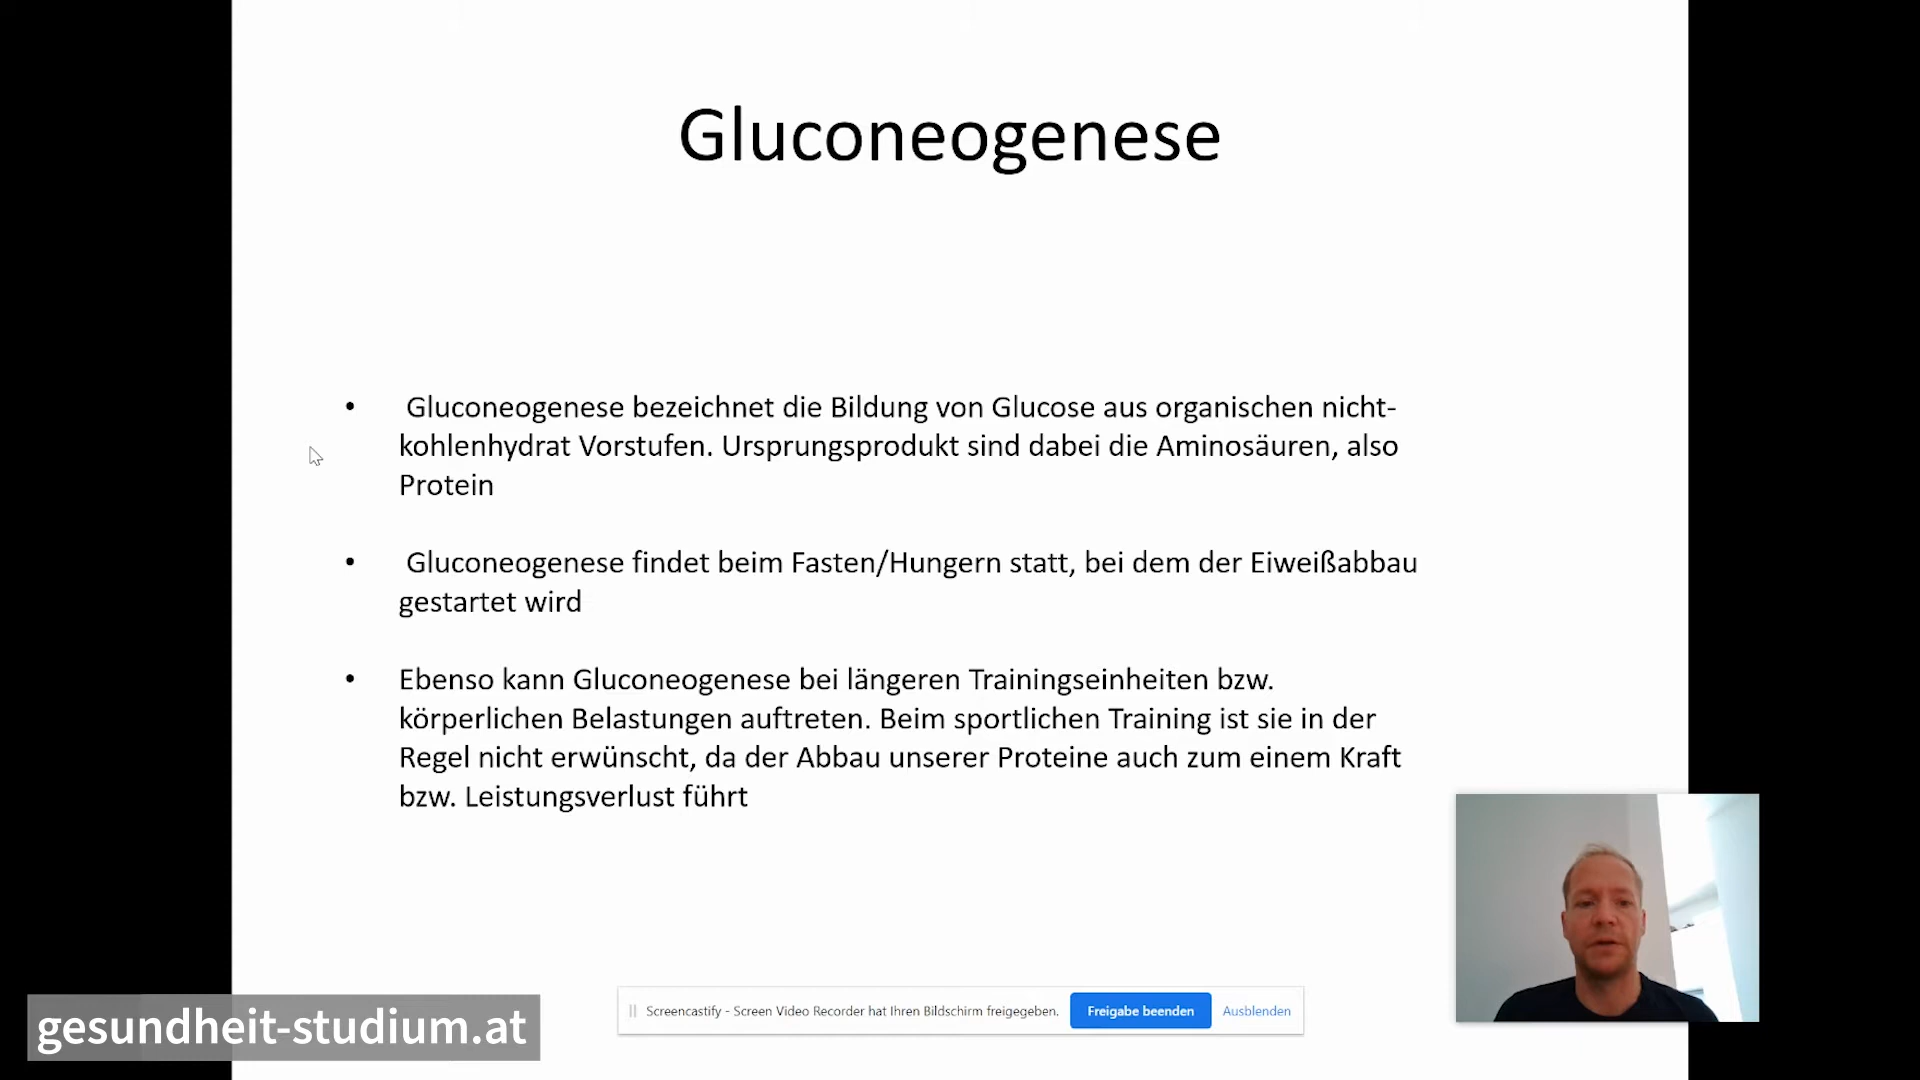 Gluconeogenese
• Gluconeogenese bezeichnet die Bildung von Glucose aus organischen nicht-
kohlenhydrat Vorstufen. Ursprungsprodukt sind dabei die Aminosäuren, also
Protein
• Gluconeogenese findet beim Fasten/Hungern statt, bei dem der Eiweißabbau
gestartet wird
• Ebenso kann Gluconeogenese bei längeren Trainingseinheiten bzw.
körperlichen Belastungen auftreten. Beim sportlichen Training ist sie in der
Regel nicht erwünscht, da der Abbau unserer Proteine auch zum einem Kraft
bzw. Leistungsverlust führt
Screencastify - Screen Video Recorder hat Ihren Bildschirm freigegeben. Freigabe beenden Ausblenden
gesundheit-studium.at